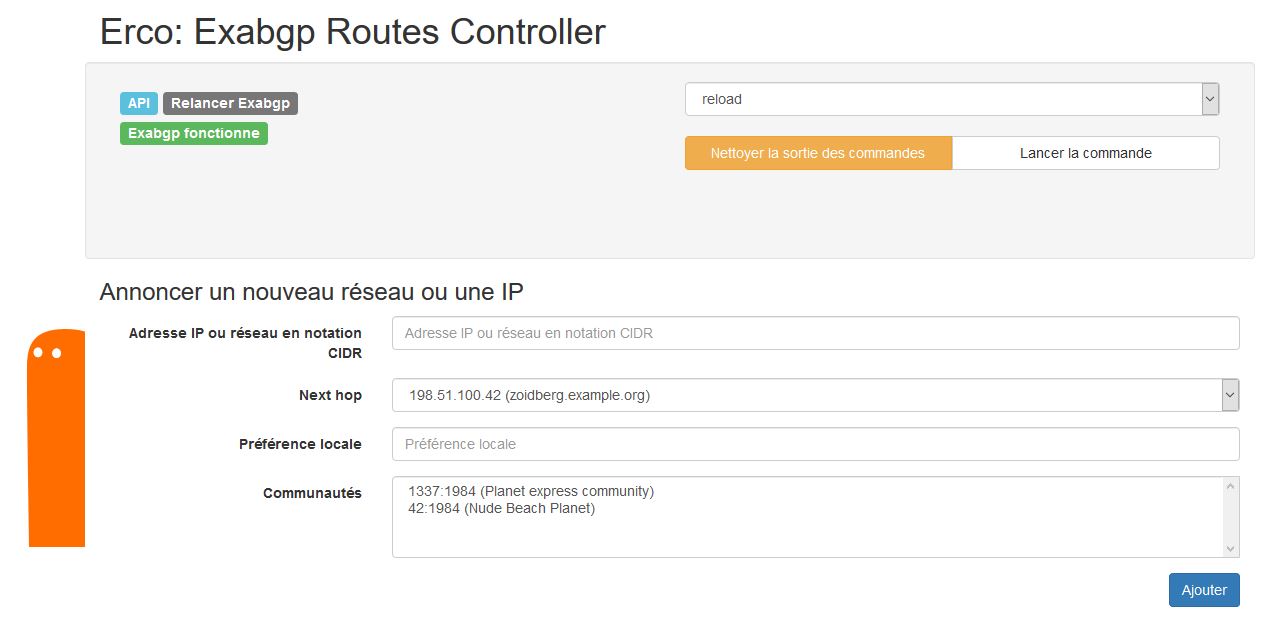 Erco: Exabgp Routes Controller
API Relancer Exabgp
Exabgp fonctionne
reload
Nettoyer la sortie des commandes Lancer la commande
Annoncer un nouveau réseau ou une IP
Adresse IP ou réseau en notation CIDR
Adresse IP ou réseau en notation
CIDR
Next hop 198.51.100.42 (zoidberg.example.org)
Préférence locale Préférence locale
Communautés 1337:1984 (Planet express community)
42:1984 (Nude Beach Planet)
Ajouter